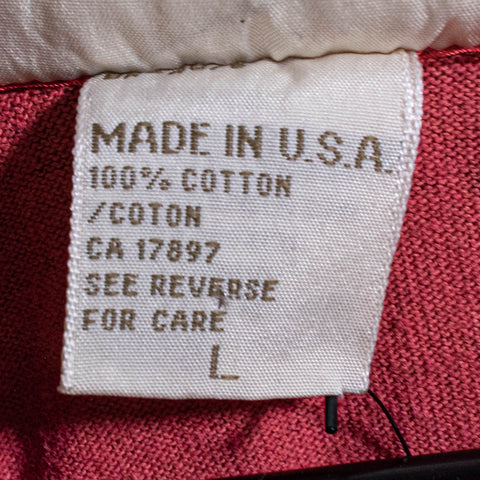 MADE IN U.S.A.
100% COTTON
/COTON
CA 17897
SEE REVERSE
FOR CARE
L